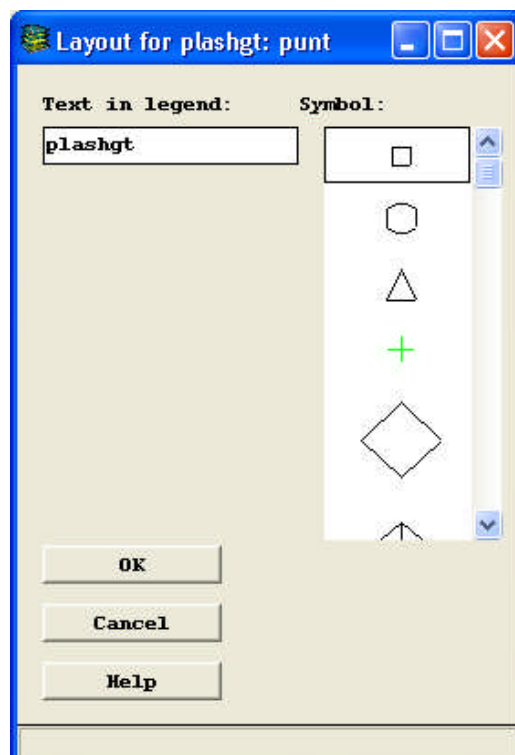 Layout for plashgt: punt
Text in legend: Symbol:
plashgt
OK
Cancel
Help